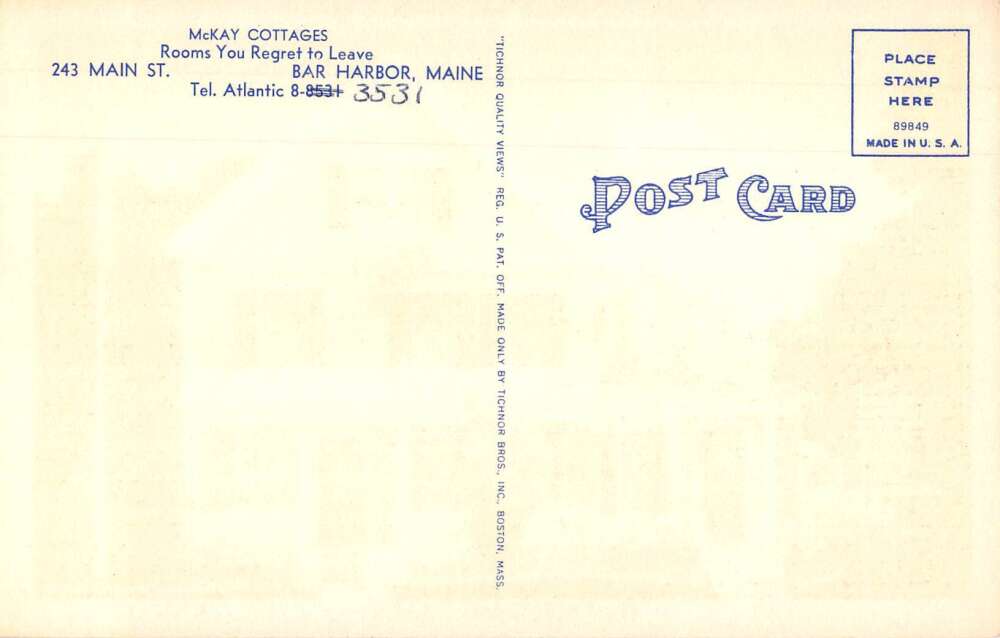 McKAY COTTAGES
Rooms You Regret to Leave
243 MAIN ST. BAR HARBOR, MAINE
Tel. Atlantic 8-8531 3531
"TICHNOR QUALITY VIEWS" REG. U. S. PAT. OFF. MADE ONLY BY TICHNOR BROS., INC., BOSTON, MASS.
PLACE
STAMP
HERE
89849
MADE IN U. S. A.
POST CARD